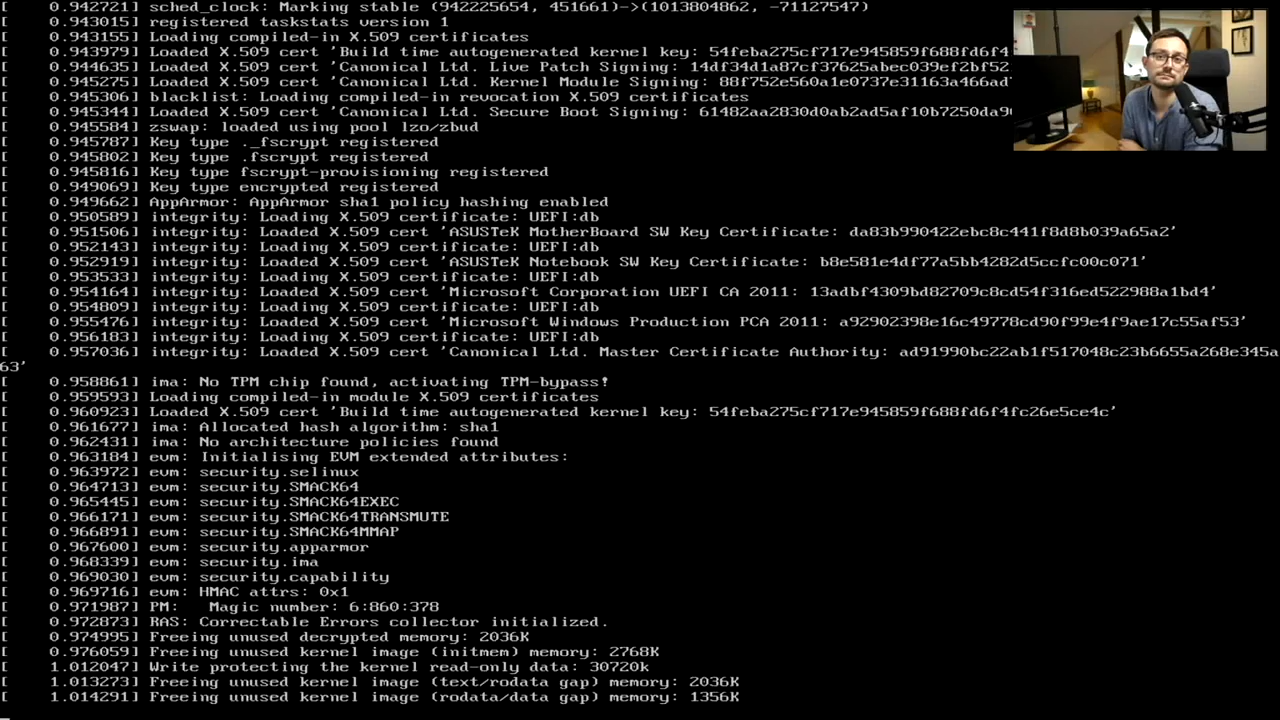 [    0.942721] sched_clock: Marking stable (942225654, 451661)->(1013804862, -71127547)
[    0.943015] registered taskstats version 1
[    0.943155] Loading compiled-in X.509 certificates
[    0.943979] Loaded X.509 cert 'Build time autogenerated kernel key: 54feba275cf717e945859f688fd6f4
[    0.944635] Loaded X.509 cert 'Canonical Ltd. Live Patch Signing: 14df34d1a87cf37625abec039ef2bf52
[    0.945275] Loaded X.509 cert 'Canonical Ltd. Kernel Module Signing: 88f752e560a1e0737e31163a466ad
[    0.945306] blacklist: Loading compiled-in revocation X.509 certificates
[    0.945344] Loaded X.509 cert 'Canonical Ltd. Secure Boot Signing: 61482aa2830d0ab2ad5af10b7250da9
[    0.945584] zswap: loaded using pool lzo/zbud
[    0.945787] Key type ._fscrypt registered
[    0.945802] Key type .fscrypt registered
[    0.945816] Key type fscrypt-provisioning registered
[    0.949069] Key type encrypted registered
[    0.949662] AppArmor: AppArmor sha1 policy hashing enabled
[    0.950589] integrity: Loading X.509 certificate: UEFI:db
[    0.951506] integrity: Loaded X.509 cert 'ASUSTeK MotherBoard SW Key Certificate: da83b990422ebc8c441f8d8b039a65a2'
[    0.952143] integrity: Loading X.509 certificate: UEFI:db
[    0.952919] integrity: Loaded X.509 cert 'ASUSTeK Notebook SW Key Certificate: b8e581e4df77a5bb4282d5ccfc00c071'
[    0.953533] integrity: Loading X.509 certificate: UEFI:db
[    0.954164] integrity: Loaded X.509 cert 'Microsoft Corporation UEFI CA 2011: 13adbf4309bd82709c8cd54f316ed522988a1bd4'
[    0.954809] integrity: Loading X.509 certificate: UEFI:db
[    0.955476] integrity: Loaded X.509 cert 'Microsoft Windows Production PCA 2011: a92902398e16c49778cd90f99e4f9ae17c55af53'
[    0.956183] integrity: Loading X.509 certificate: UEFI:db
[    0.957036] integrity: Loaded X.509 cert 'Canonical Ltd. Master Certificate Authority: ad91990bc22ab1f517048c23b6655a268e345a
63'
[    0.958861] ima: No TPM chip found, activating TPM-bypass!
[    0.959593] Loading compiled-in module X.509 certificates
[    0.960923] Loaded X.509 cert 'Build time autogenerated kernel key: 54feba275cf717e945859f688fd6f4fc26e5ce4c'
[    0.961677] ima: Allocated hash algorithm: sha1
[    0.962431] ima: No architecture policies found
[    0.963184] evm: Initialising EVM extended attributes:
[    0.963972] evm: security.selinux
[    0.964713] evm: security.SMACK64
[    0.965445] evm: security.SMACK64EXEC
[    0.966171] evm: security.SMACK64TRANSMUTE
[    0.966891] evm: security.SMACK64MMAP
[    0.967600] evm: security.apparmor
[    0.968339] evm: security.ima
[    0.969030] evm: security.capability
[    0.969716] evm: HMAC attrs: 0x1
[    0.971987] PM:   Magic number: 6:860:378
[    0.972873] RAS: Correctable Errors collector initialized.
[    0.974995] Freeing unused decrypted memory: 2036K
[    0.976059] Freeing unused kernel image (initmem) memory: 2768K
[    1.012047] Write protecting the kernel read-only data: 30720k
[    1.013273] Freeing unused kernel image (text/rodata gap) memory: 2036K
[    1.014291] Freeing unused kernel image (rodata/data gap) memory: 1356K